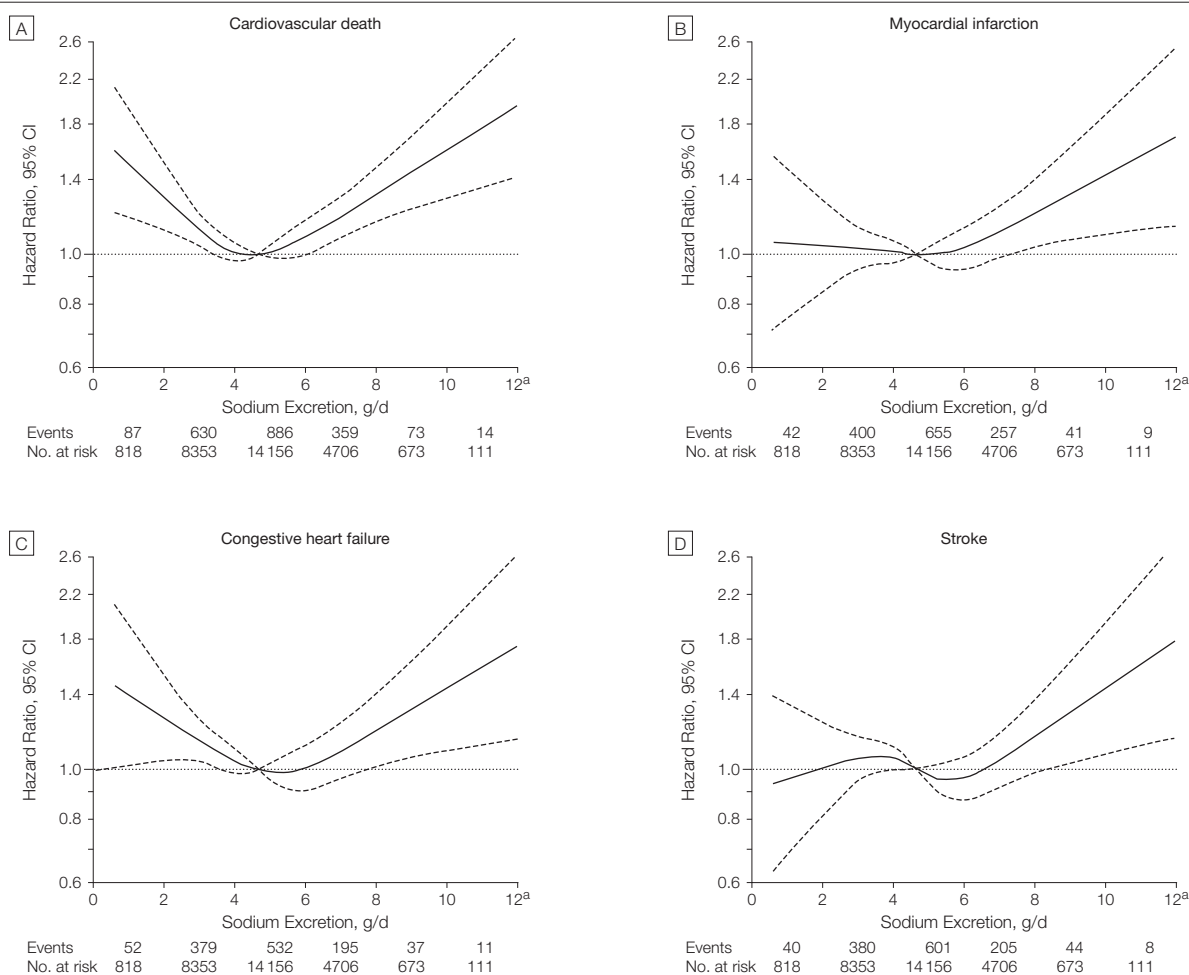 A
Cardiovascular death
2.6
2.2
1.8
1.4
1.0
0.8
0.6
Hazard Ratio, 95% CI
0 2 4 6 8 10 12a
Sodium Excretion, g/d
Events 87 630 886 359 73 14
No. at risk 818 8353 14 156 4706 673 111
B
Myocardial infarction
2.6
2.2
1.8
1.4
1.0
0.8
0.6
Hazard Ratio, 95% CI
0 2 4 6 8 10 12a
Sodium Excretion, g/d
Events 42 400 655 257 41 9
No. at risk 818 8353 14 156 4706 673 111
C
Congestive heart failure
2.6
2.2
1.8
1.4
1.0
0.8
0.6
Hazard Ratio, 95% CI
0 2 4 6 8 10 12a
Sodium Excretion, g/d
Events 52 379 532 195 37 11
No. at risk 818 8353 14 156 4706 673 111
D
Stroke
2.6
2.2
1.8
1.4
1.0
0.8
0.6
Hazard Ratio, 95% CI
0 2 4 6 8 10 12a
Sodium Excretion, g/d
Events 40 380 601 205 44 8
No. at risk 818 8353 14 156 4706 673 111